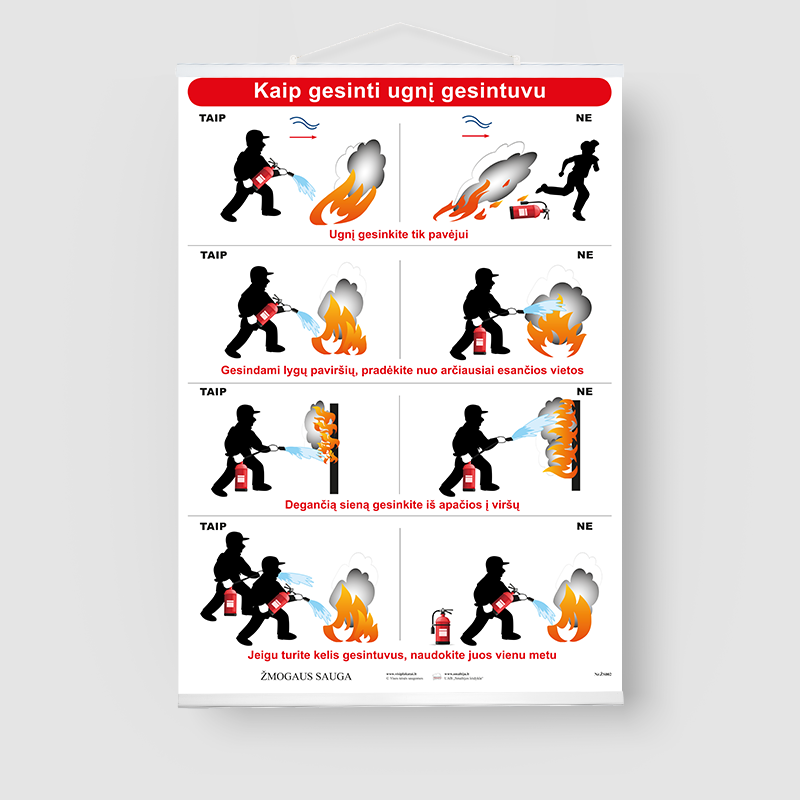 Kaip gesinti ugnį gesintuvu
TAIP
NE
Ugnį gesinkite tik pavėjui
TAIP
NE
Gesindami lygų paviršių, pradėkite nuo arčiausiai esančios vietos
TAIP
NE
Degančią sieną gesinkite iš apačios į viršų
TAIP
NE
Jeigu turite kelis gesintuvus, naudokite juos vienu metu
ŽMOGAUS SAUGA